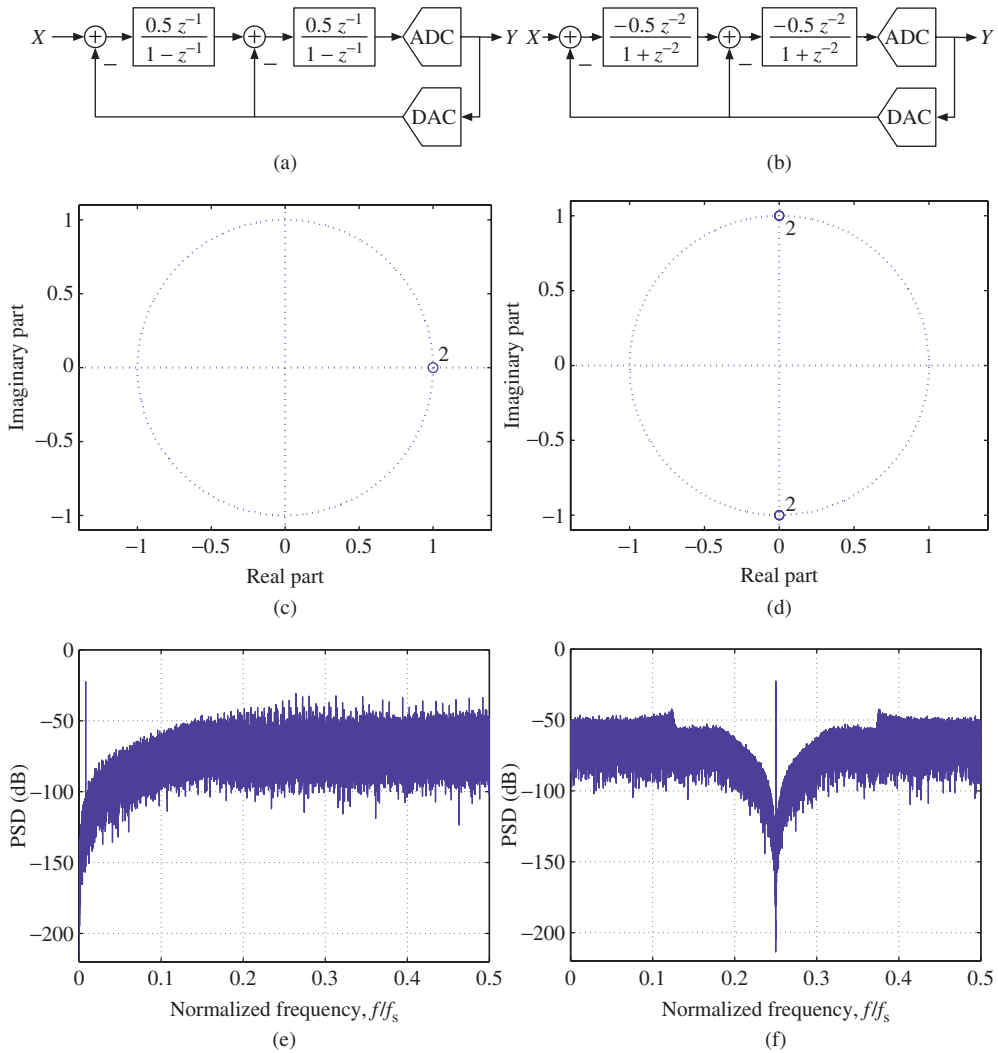 X + 0.5 z⁻¹ / 1 – z⁻¹ + 0.5 z⁻¹ / 1 – z⁻¹ ADC Y
– –
DAC
(a)
X + –0.5 z⁻² / 1 + z⁻² + –0.5 z⁻² / 1 + z⁻² ADC Y
– –
DAC
(b)
Imaginary part
1
0.5
0
–0.5
–1
2
–1 –0.5 0 0.5 1
Real part
(c)
Imaginary part
1
0.5
0
–0.5
–1
2
2
–1 –0.5 0 0.5 1
Real part
(d)
PSD (dB)
0
–50
–100
–150
–200
0 0.1 0.2 0.3 0.4 0.5
Normalized frequency, f/fₛ
(e)
PSD (dB)
0
–50
–100
–150
–200
0 0.1 0.2 0.3 0.4 0.5
Normalized frequency, f/fₛ
(f)